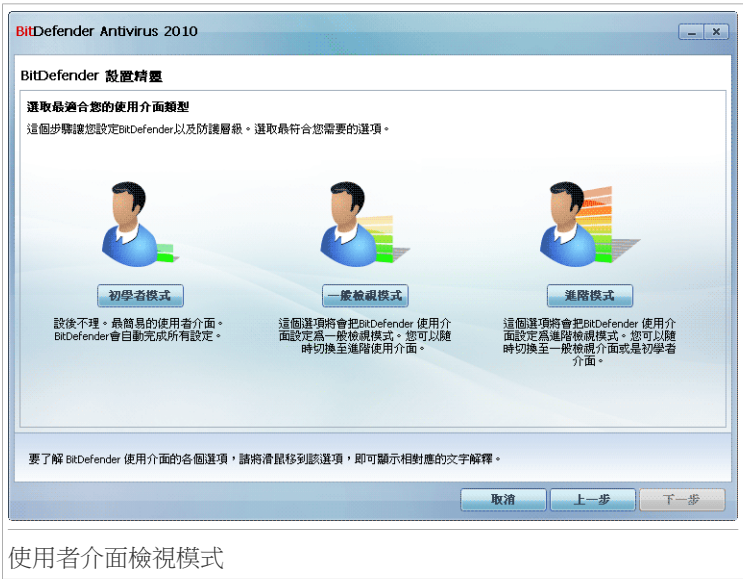 BitDefender Antivirus 2010
BitDefender 設置精靈
選取最適合您的使用介面類型
這個步驟讓您設定BitDefender以及防護層級。選取最符合您需要的選項。
初學者模式
設後不理。最簡易的使用者介面。
BitDefender會自動完成所有設定。
一般檢視模式
這個選項將會把BitDefender 使用介
面設定爲一般檢視模式。您可以隨
時切換至進階使用介面。
進階模式
這個選項將會把BitDefender 使用介
面設定爲進階檢視模式。您可以隨
時切換至一般檢視介面或是初學者
介面。
要了解 BitDefender 使用介面的各個選項，請將滑鼠移到該選項，即可顯示相對應的文字解釋。
取消
上一步
下一步
使用者介面檢視模式